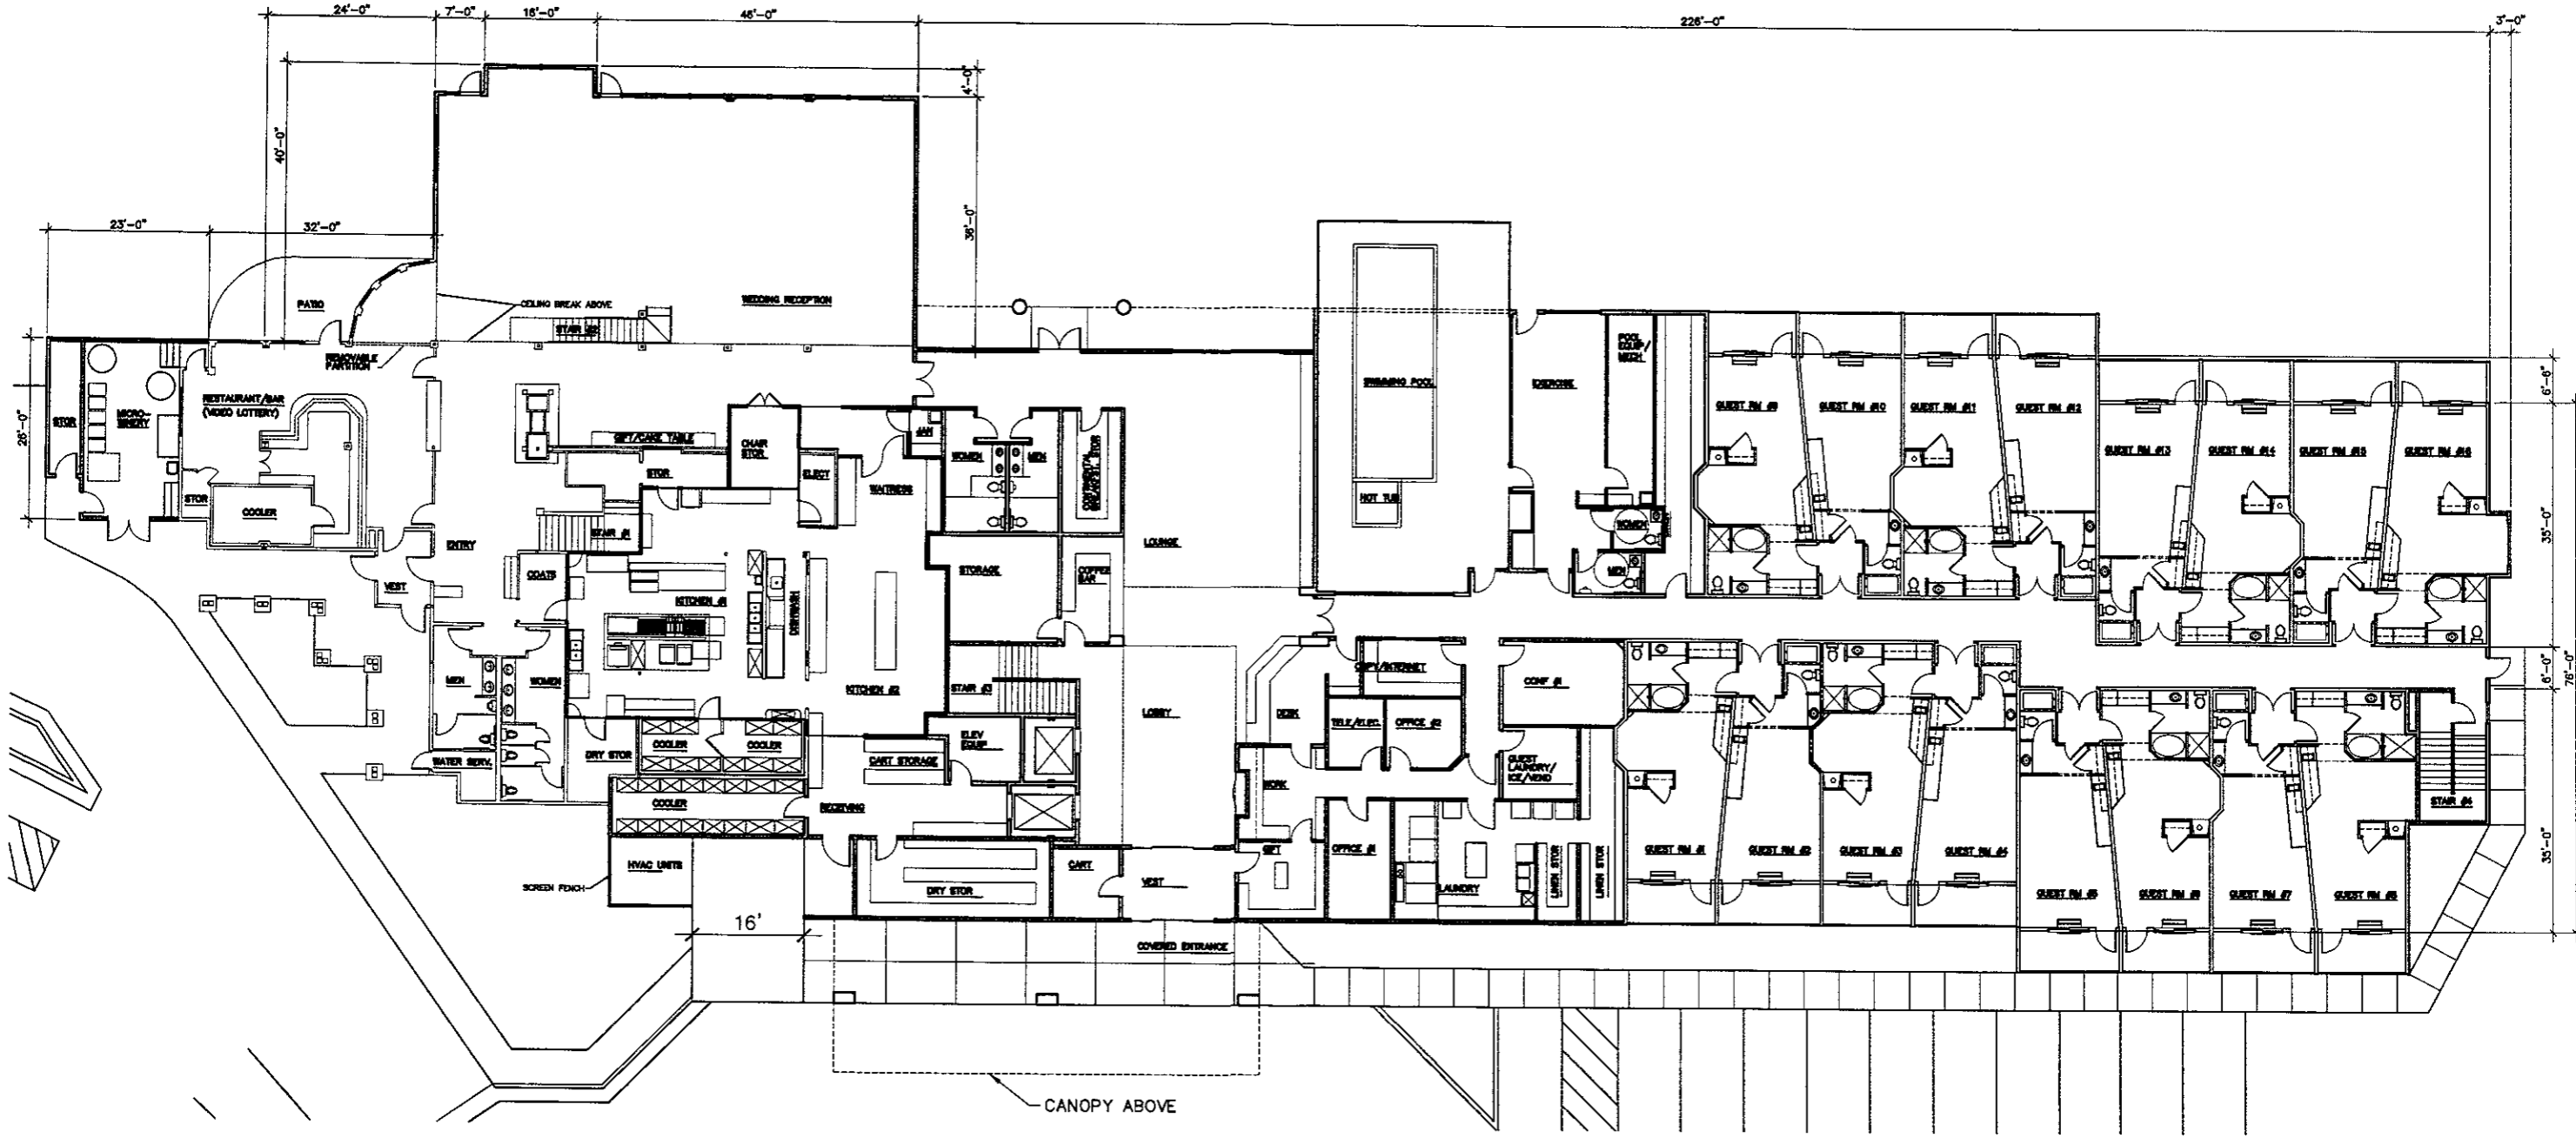 24'-0"
7'-0"
16'-0"
46'-0"
226'-0"
3'-0"
4'-0"
40'-0"
36'-0"
23'-0"
32'-0"
PATIO
CEILING BREAK ABOVE
WEDDING RECEPTION
STAIR #2
REMOVABLE
PARTITION
26'-0"
STOR
MICRO-
WINERY
RESTAURANT/BAR
(VIDEO LOTTERY)
GIFT/CAKE TABLE
CHAIR
STOR
JAN
STOR
ELECT
WAITRESS
WOMEN
MEN
CONTINENTAL
BREAKFAST STOR
SWIMMING POOL
HOT TUB
EXERCISE
POOL
EQUIP/
MECH
GUEST RM #9
GUEST RM #10
GUEST RM #11
GUEST RM #12
GUEST RM #13
GUEST RM #14
GUEST RM #15
GUEST RM #16
6'-6"
35'-0"
6'-0"
76'-0"
35'-0"
STOR
COOLER
ENTRY
STAIR #1
COATS
VEST
KITCHEN #1
DISHWASH
STORAGE
COFFEE
BAR
LOUNGE
WOMEN
MEN
MEN
WOMEN
KITCHEN #2
STAIR #3
LOBBY
DESK
COPY/INTERNET
CONF #1
TELE/ELEC.
OFFICE #2
WATER SERV.
DRY STOR
COOLER
COOLER
CART STORAGE
ELEV
EQUIP
GUEST
LAUNDRY/
ICE/VEND
WORK
COOLER
RECEIVING
STAIR #4
HVAC UNITS
SCREEN FENCH
DRY STOR
CART
VEST
GIFT
OFFICE #1
LAUNDRY
LINEN STOR
LINEN STOR
GUEST RM #1
GUEST RM #2
GUEST RM #3
GUEST RM #4
GUEST RM #5
GUEST RM #6
GUEST RM #7
GUEST RM #8
16'
COVERED ENTRANCE
CANOPY ABOVE